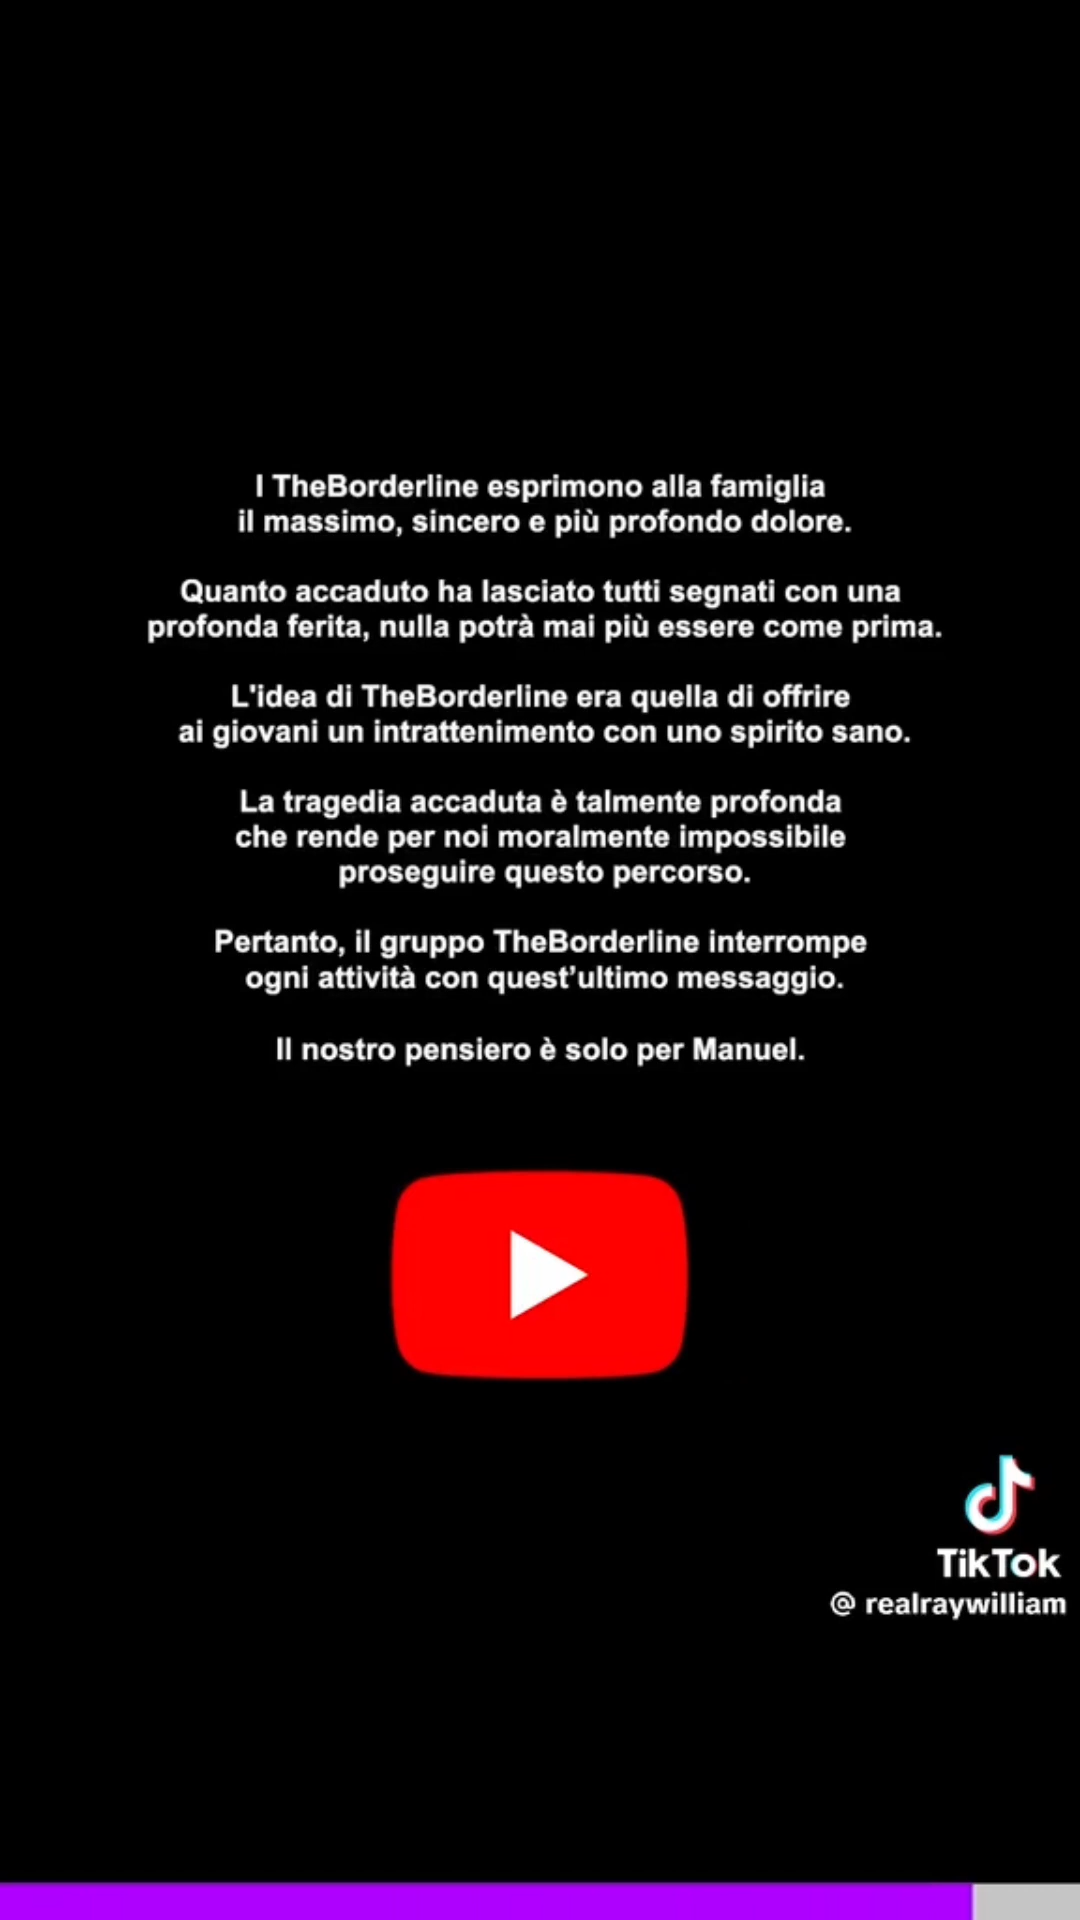 I TheBorderline esprimono alla famiglia
il massimo, sincero e più profondo dolore.
Quanto accaduto ha lasciato tutti segnati con una
profonda ferita, nulla potrà mai più essere come prima.
L'idea di TheBorderline era quella di offrire
ai giovani un intrattenimento con uno spirito sano.
La tragedia accaduta è talmente profonda
che rende per noi moralmente impossibile
proseguire questo percorso.
Pertanto, il gruppo TheBorderline interrompe
ogni attività con quest’ultimo messaggio.
Il nostro pensiero è solo per Manuel.
TikTok
@ realraywilliam